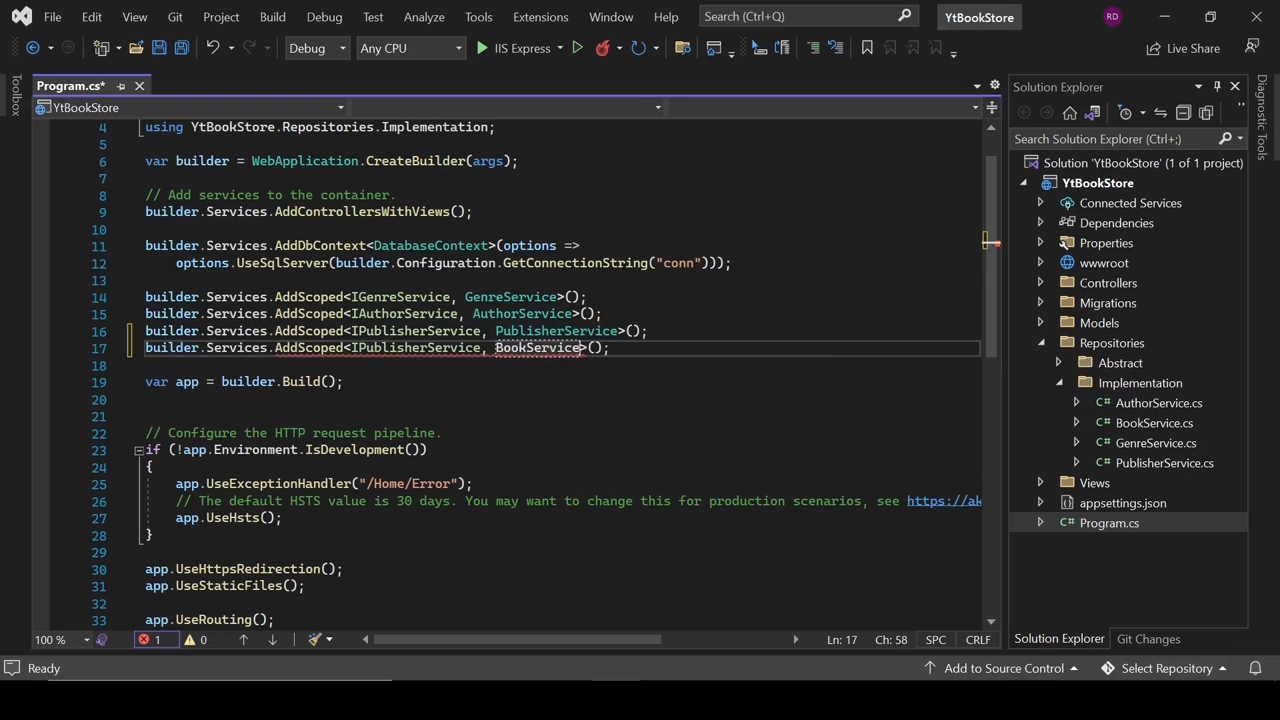 File Edit View Git Project Build Debug Test Analyze Tools Extensions Window Help Search (Ctrl+Q) YtBookStore RD
Debug Any CPU IIS Express Live Share
Toolbox
Program.cs*
YtBookStore
4 using YtBookStore.Repositories.Implementation;
5
6 var builder = WebApplication.CreateBuilder(args);
7
8 // Add services to the container.
9 builder.Services.AddControllersWithViews();
10
11 builder.Services.AddDbContext<DatabaseContext>(options =>
12 options.UseSqlServer(builder.Configuration.GetConnectionString("conn")));
13
14 builder.Services.AddScoped<IGenreService, GenreService>();
15 builder.Services.AddScoped<IAuthorService, AuthorService>();
16 builder.Services.AddScoped<IPublisherService, PublisherService>();
17 builder.Services.AddScoped<IPublisherService, BookService>();
18
19 var app = builder.Build();
20
21
22 // Configure the HTTP request pipeline.
23 if (!app.Environment.IsDevelopment())
24 {
25 app.UseExceptionHandler("/Home/Error");
26 // The default HSTS value is 30 days. You may want to change this for production scenarios, see https://ak
27 app.UseHsts();
28 }
29
30 app.UseHttpsRedirection();
31 app.UseStaticFiles();
32
33 app.UseRouting();
100 % 1 0 Ln: 17 Ch: 58 SPC CRLF
Solution Explorer
Search Solution Explorer (Ctrl+;)
Solution 'YtBookStore' (1 of 1 project)
YtBookStore
Connected Services
Dependencies
Properties
wwwroot
Controllers
Migrations
Models
Repositories
Abstract
Implementation
AuthorService.cs
BookService.cs
GenreService.cs
PublisherService.cs
Views
appsettings.json
Program.cs
Solution Explorer Git Changes
Diagnostic Tools
Ready Add to Source Control Select Repository